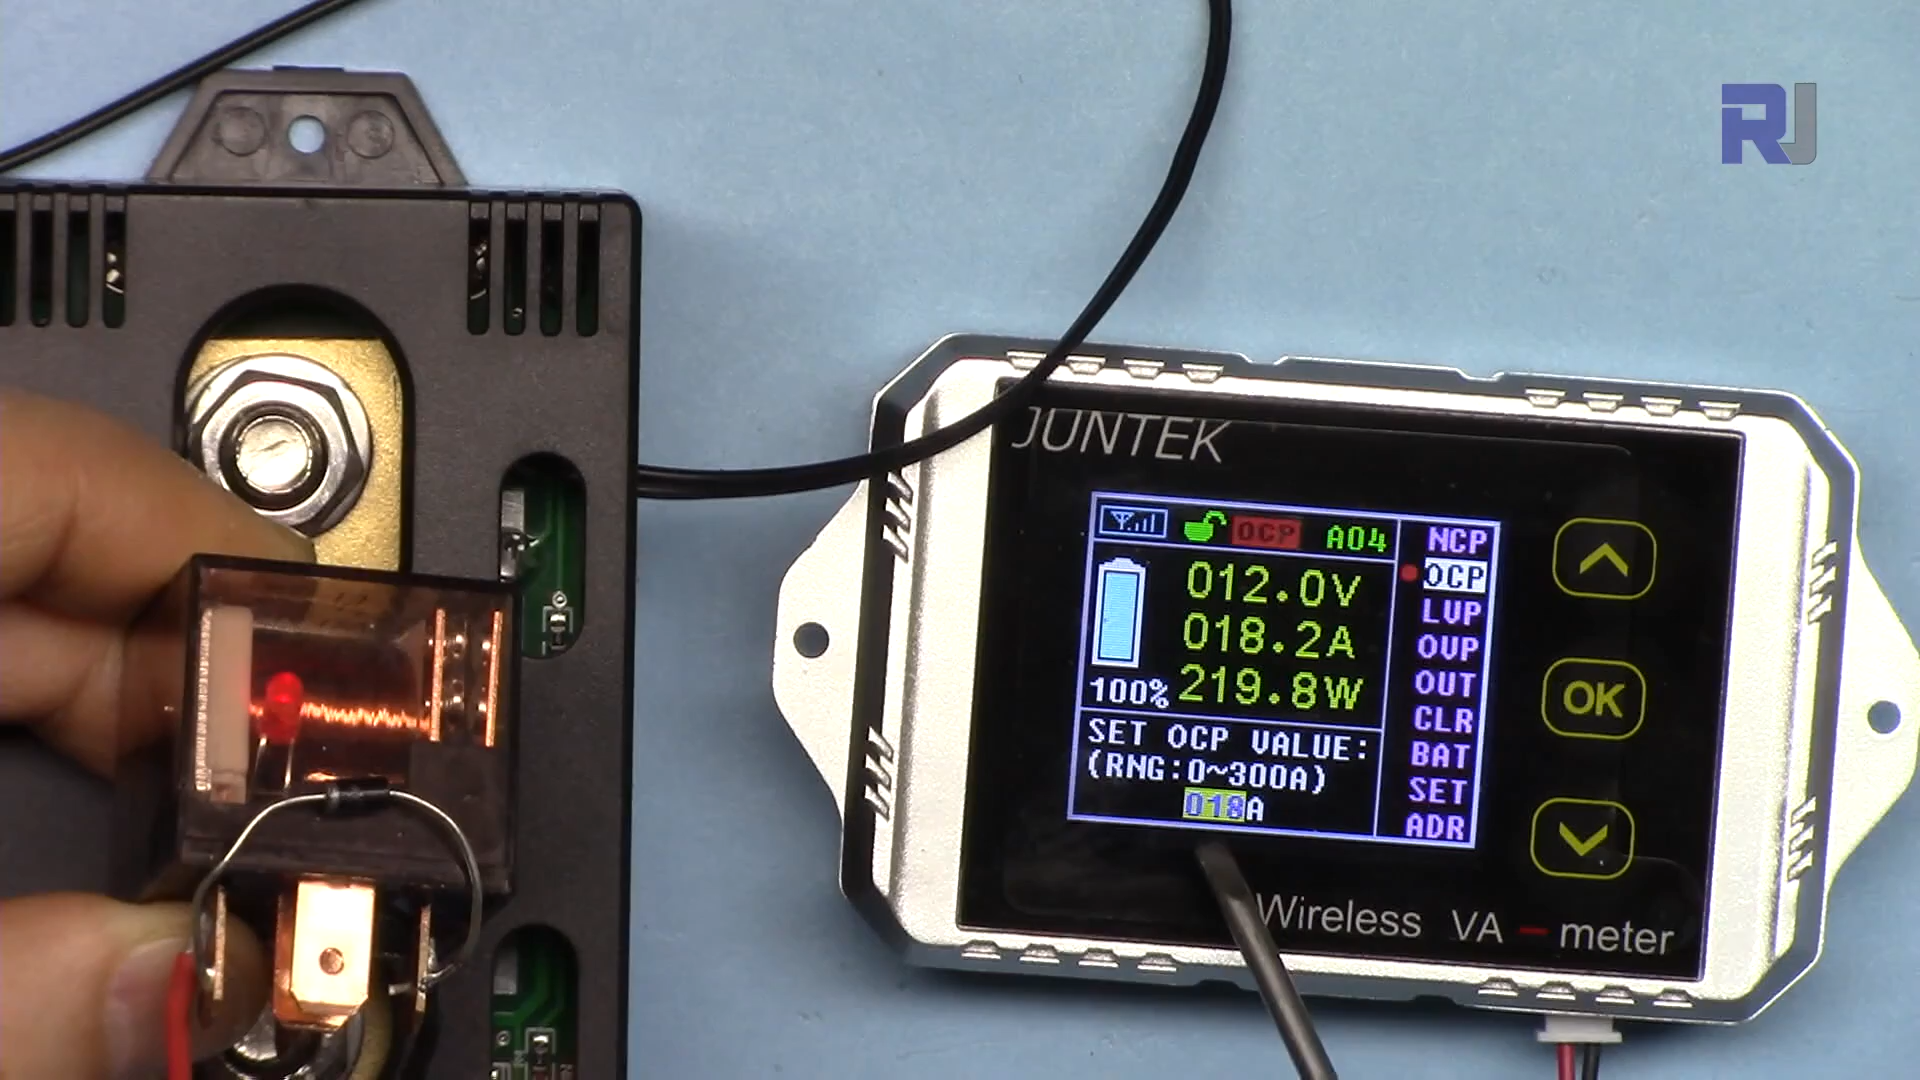 RJ
JUNTEK
OCP A04
012.0V
018.2A
100% 219.8W
SET OCP VALUE:
(RNG:0~300A)
018A
NCP
OCP
LVP
OVP
OUT
CLR
BAT
SET
ADR
OK
Wireless VA - meter